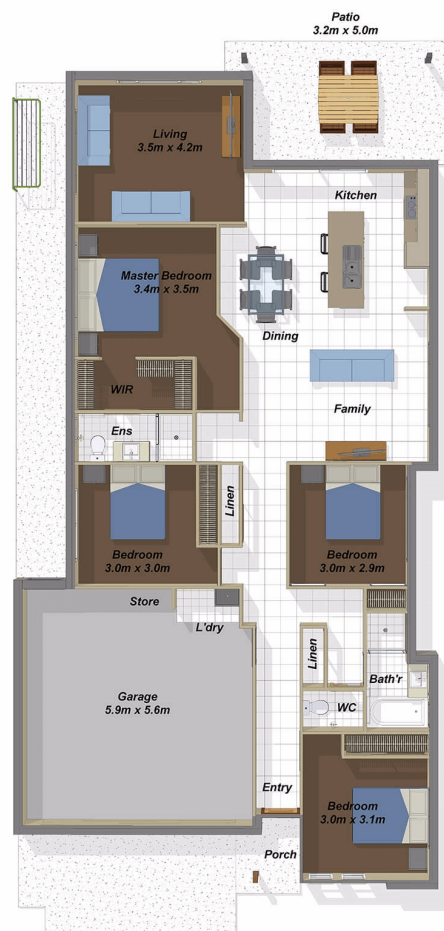 Patio
3.2m x 5.0m
Living
3.5m x 4.2m
Kitchen
Master Bedroom
3.4m x 3.5m
Dining
WIR
Family
Ens
Linen
Bedroom
3.0m x 3.0m
Bedroom
3.0m x 2.9m
Store
L'dry
Linen
Bath'r
Garage
5.9m x 5.6m
WC
Entry
Bedroom
3.0m x 3.1m
Porch